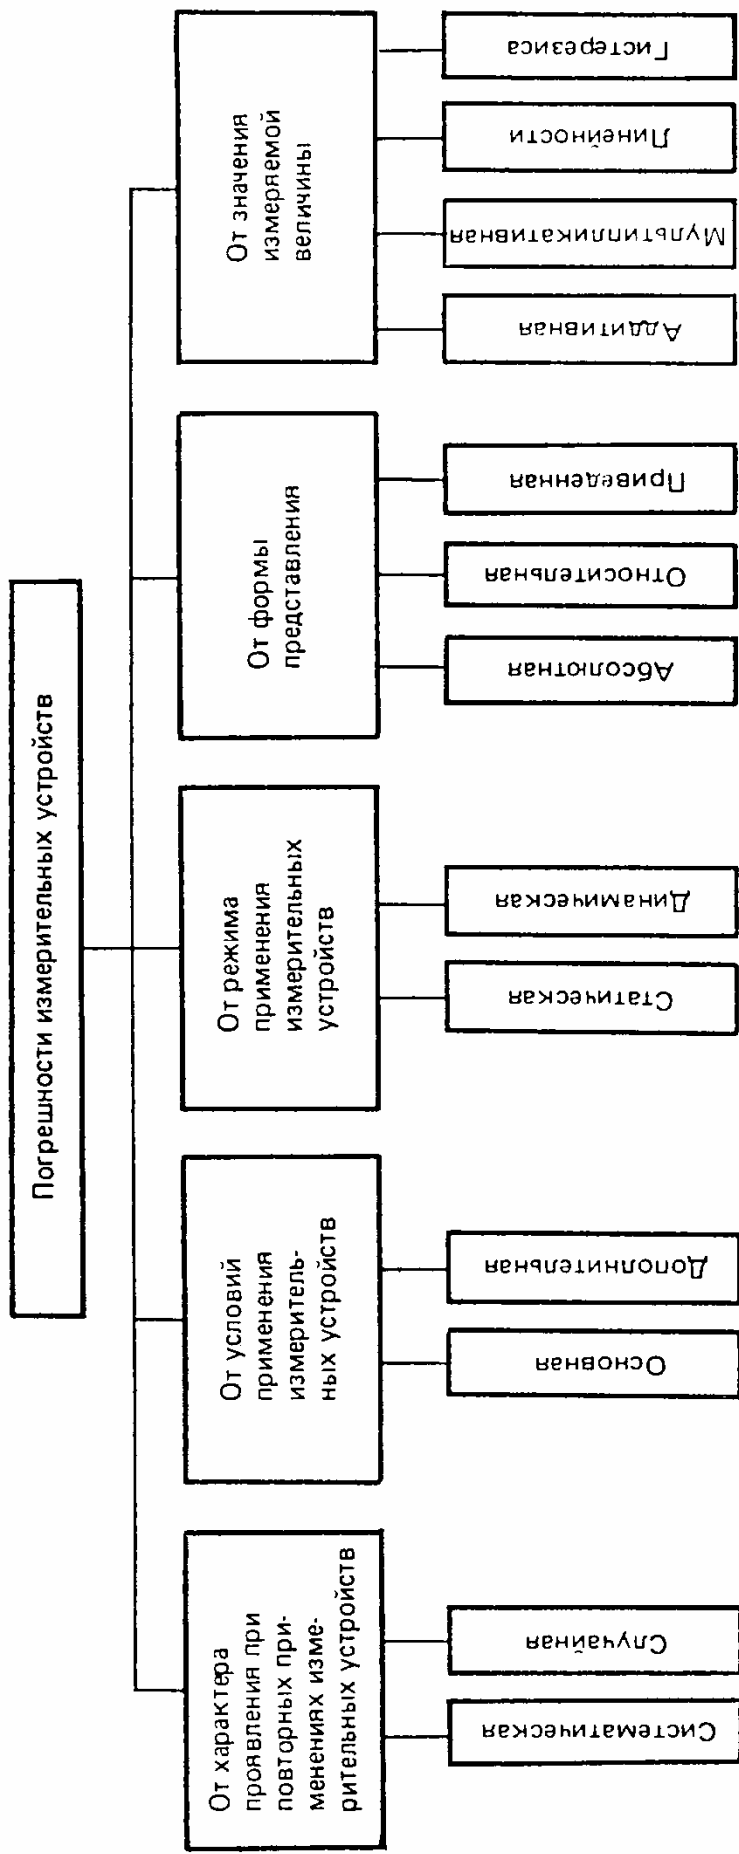 Погрешности измерительных устройств
От характера
проявления при
повторных при-
менениях изме-
рительных устройств
От условий
применения
измеритель-
ных устройств
От режима
применения
измерительных
устройств
От формы
представления
От значения
измеряемой
величины
Систематическая
Случайная
Основная
Дополнительная
Статическая
Динамическая
Абсолютная
Относительная
Приведенная
Аддитивная
Мультипликативная
Линейности
Гистерезиса